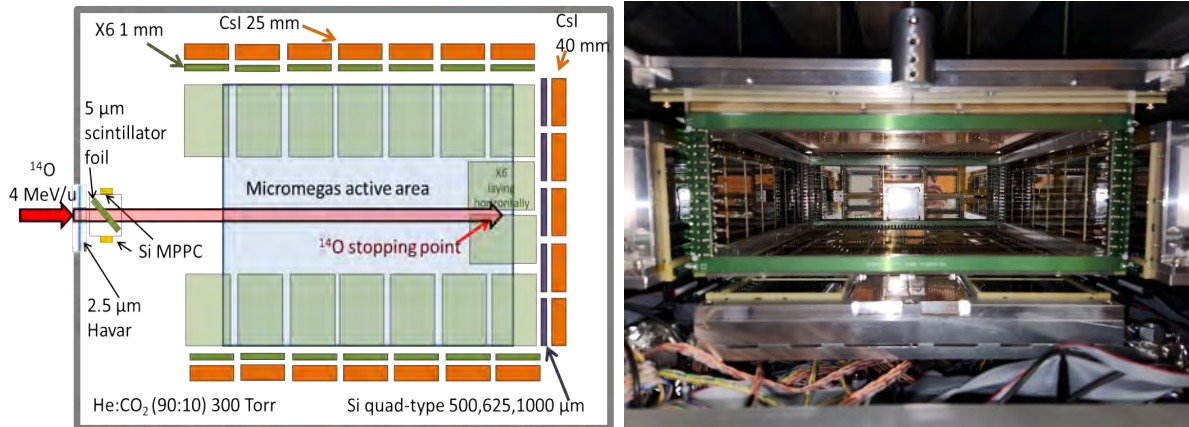 X6 1 mm
CsI 25 mm
CsI
40 mm
5 µm
scintillator
foil
¹⁴O
4 MeV/u
Micromegas active area
X6
laying
horizontally
Si MPPC
¹⁴O stopping point
2.5 µm
Havar
He:CO₂ (90:10) 300 Torr
Si quad-type 500,625,1000 µm